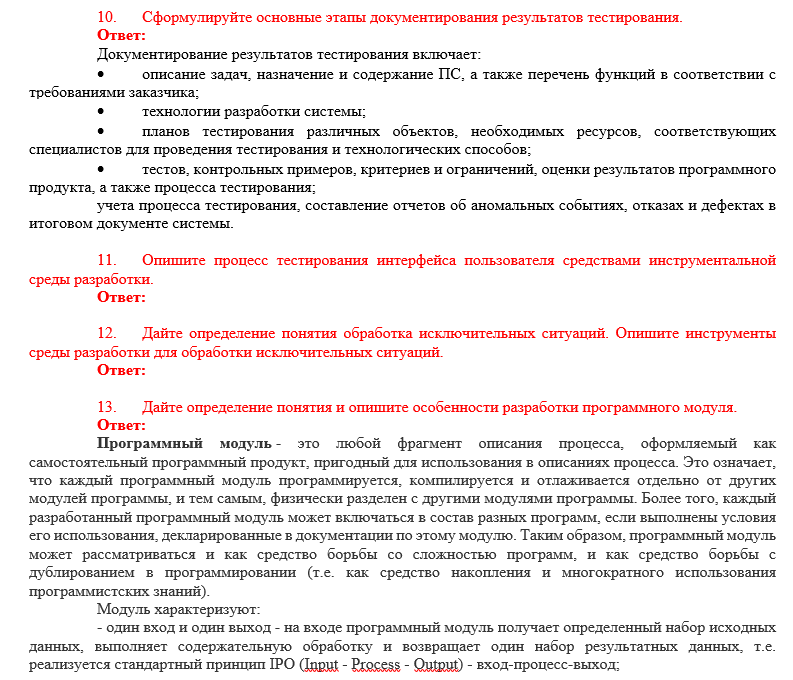 10. Сформулируйте основные этапы документирования результатов тестирования.
Ответ:
Документирование результатов тестирования включает:
• описание задач, назначение и содержание ПС, а также перечень функций в соответствии с
требованиями заказчика;
• технологии разработки системы;
• планов тестирования различных объектов, необходимых ресурсов, соответствующих
специалистов для проведения тестирования и технологических способов;
• тестов, контрольных примеров, критериев и ограничений, оценки результатов программного
продукта, а также процесса тестирования;
учета процесса тестирования, составление отчетов об аномальных событиях, отказах и дефектах в
итоговом документе системы.
11. Опишите процесс тестирования интерфейса пользователя средствами инструментальной
среды разработки.
Ответ:
12. Дайте определение понятия обработка исключительных ситуаций. Опишите инструменты
среды разработки для обработки исключительных ситуаций.
Ответ:
13. Дайте определение понятия и опишите особенности разработки программного модуля.
Ответ:
Программный модуль - это любой фрагмент описания процесса, оформляемый как
самостоятельный программный продукт, пригодный для использования в описаниях процесса. Это означает,
что каждый программный модуль программируется, компилируется и отлаживается отдельно от других
модулей программы, и тем самым, физически разделен с другими модулями программы. Более того, каждый
разработанный программный модуль может включаться в состав разных программ, если выполнены условия
его использования, декларированные в документации по этому модулю. Таким образом, программный модуль
может рассматриваться и как средство борьбы со сложностью программ, и как средство борьбы с
дублированием в программировании (т.е. как средство накопления и многократного использования
программистских знаний).
Модуль характеризуют:
- один вход и один выход - на входе программный модуль получает определенный набор исходных
данных, выполняет содержательную обработку и возвращает один набор результатных данных, т.е.
реализуется стандартный принцип IPO (Input - Process - Output) - вход-процесс-выход;